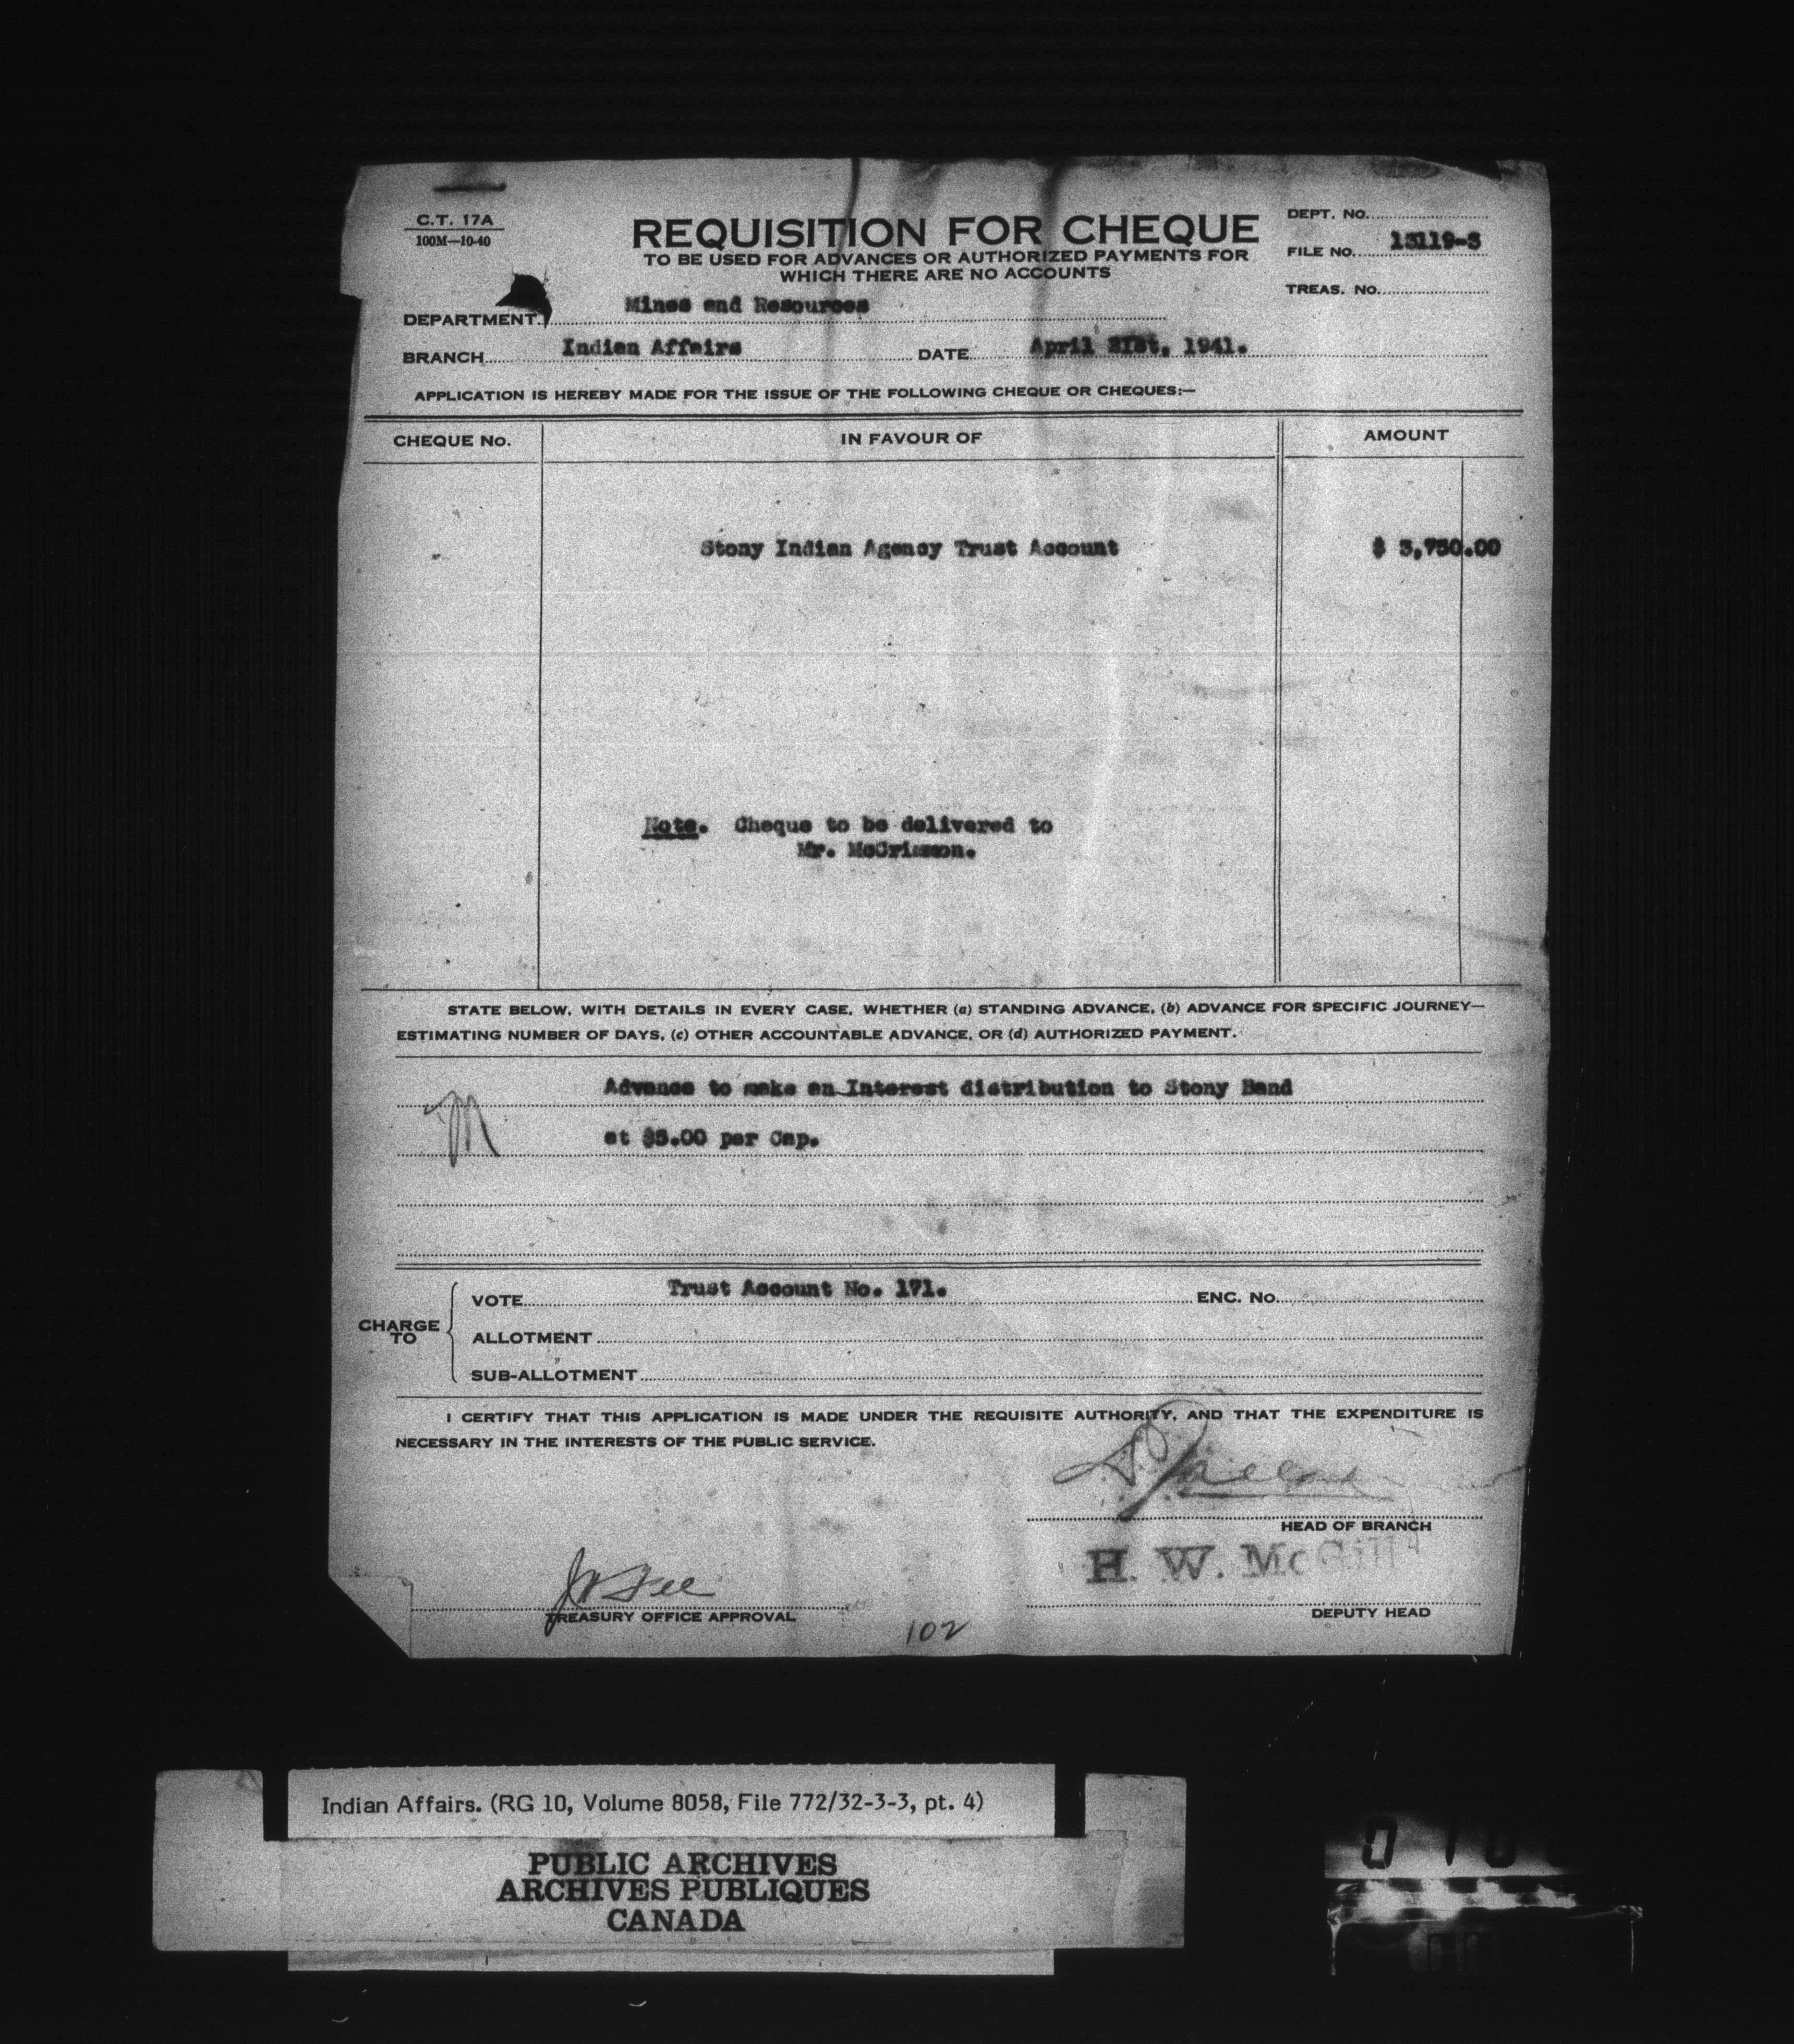 C.T. 17A
100M—10-40
REQUISITION FOR CHEQUE
TO BE USED FOR ADVANCES OR AUTHORIZED PAYMENTS FOR
WHICH THERE ARE NO ACCOUNTS
DEPT. NO.
FILE NO. 13119-3
TREAS. NO.
DEPARTMENT. Mines and Resources
BRANCH Indian Affairs DATE April 21st, 1941.
APPLICATION IS HEREBY MADE FOR THE ISSUE OF THE FOLLOWING CHEQUE OR CHEQUES:—
CHEQUE No. IN FAVOUR OF AMOUNT
Stony Indian Agency Trust Account $ 3,750.00
Note. Cheque to be delivered to
Mr. McCrimmon.
STATE BELOW, WITH DETAILS IN EVERY CASE, WHETHER (a) STANDING ADVANCE, (b) ADVANCE FOR SPECIFIC JOURNEY—
ESTIMATING NUMBER OF DAYS, (c) OTHER ACCOUNTABLE ADVANCE, OR (d) AUTHORIZED PAYMENT.
Advance to make an Interest distribution to Stony Band
at $5.00 per Cap.
CHARGE TO
VOTE Trust Account No. 171. ENC. NO.
ALLOTMENT
SUB-ALLOTMENT
I CERTIFY THAT THIS APPLICATION IS MADE UNDER THE REQUISITE AUTHORITY, AND THAT THE EXPENDITURE IS
NECESSARY IN THE INTERESTS OF THE PUBLIC SERVICE.
HEAD OF BRANCH
H. W. McGill
TREASURY OFFICE APPROVAL
DEPUTY HEAD
102
Indian Affairs. (RG 10, Volume 8058, File 772/32-3-3, pt. 4)
PUBLIC ARCHIVES
ARCHIVES PUBLIQUES
CANADA